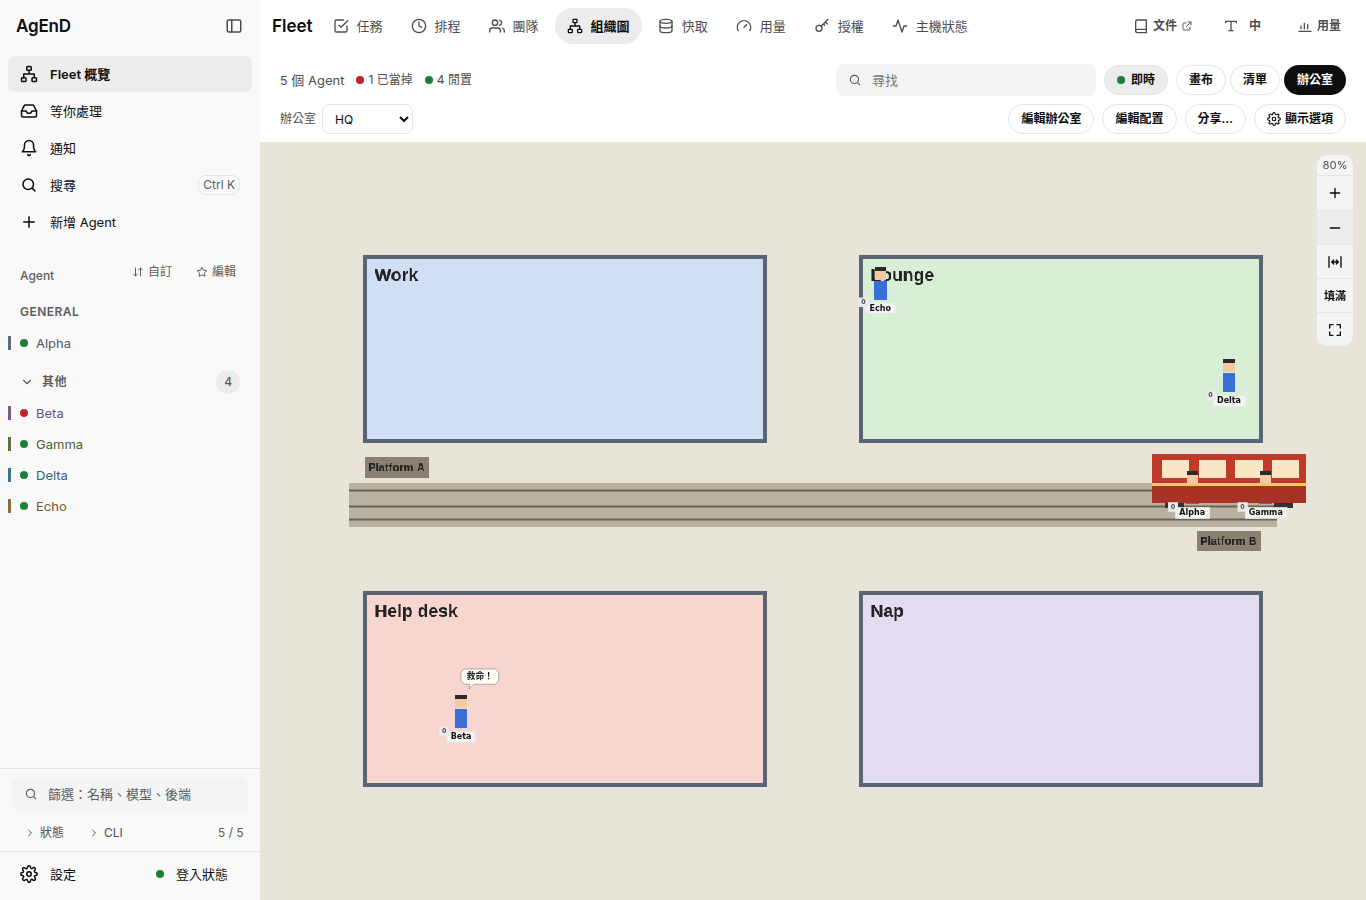 AgEnD
Fleet 概覽
等你處理
通知
搜尋 Ctrl K
新增 Agent
Agent 自訂 編輯
GENERAL
Alpha
其他 4
Beta
Gamma
Delta
Echo
篩選：名稱、模型、後端
狀態 CLI 5 / 5
設定 登入狀態
Fleet 任務 排程 團隊 組織圖 快取 用量 授權 主機狀態 文件 中 用量
5 個 Agent 1 已當掉 4 閒置 尋找 即時 畫布 清單 辦公室
辦公室 HQ 編輯辦公室 編輯配置 分享... 顯示選項
80%
填滿
Work
Lounge
0 Echo
0 Delta
Platform A
0 Alpha
0 Gamma
Platform B
Help desk
救命！
0 Beta
Nap